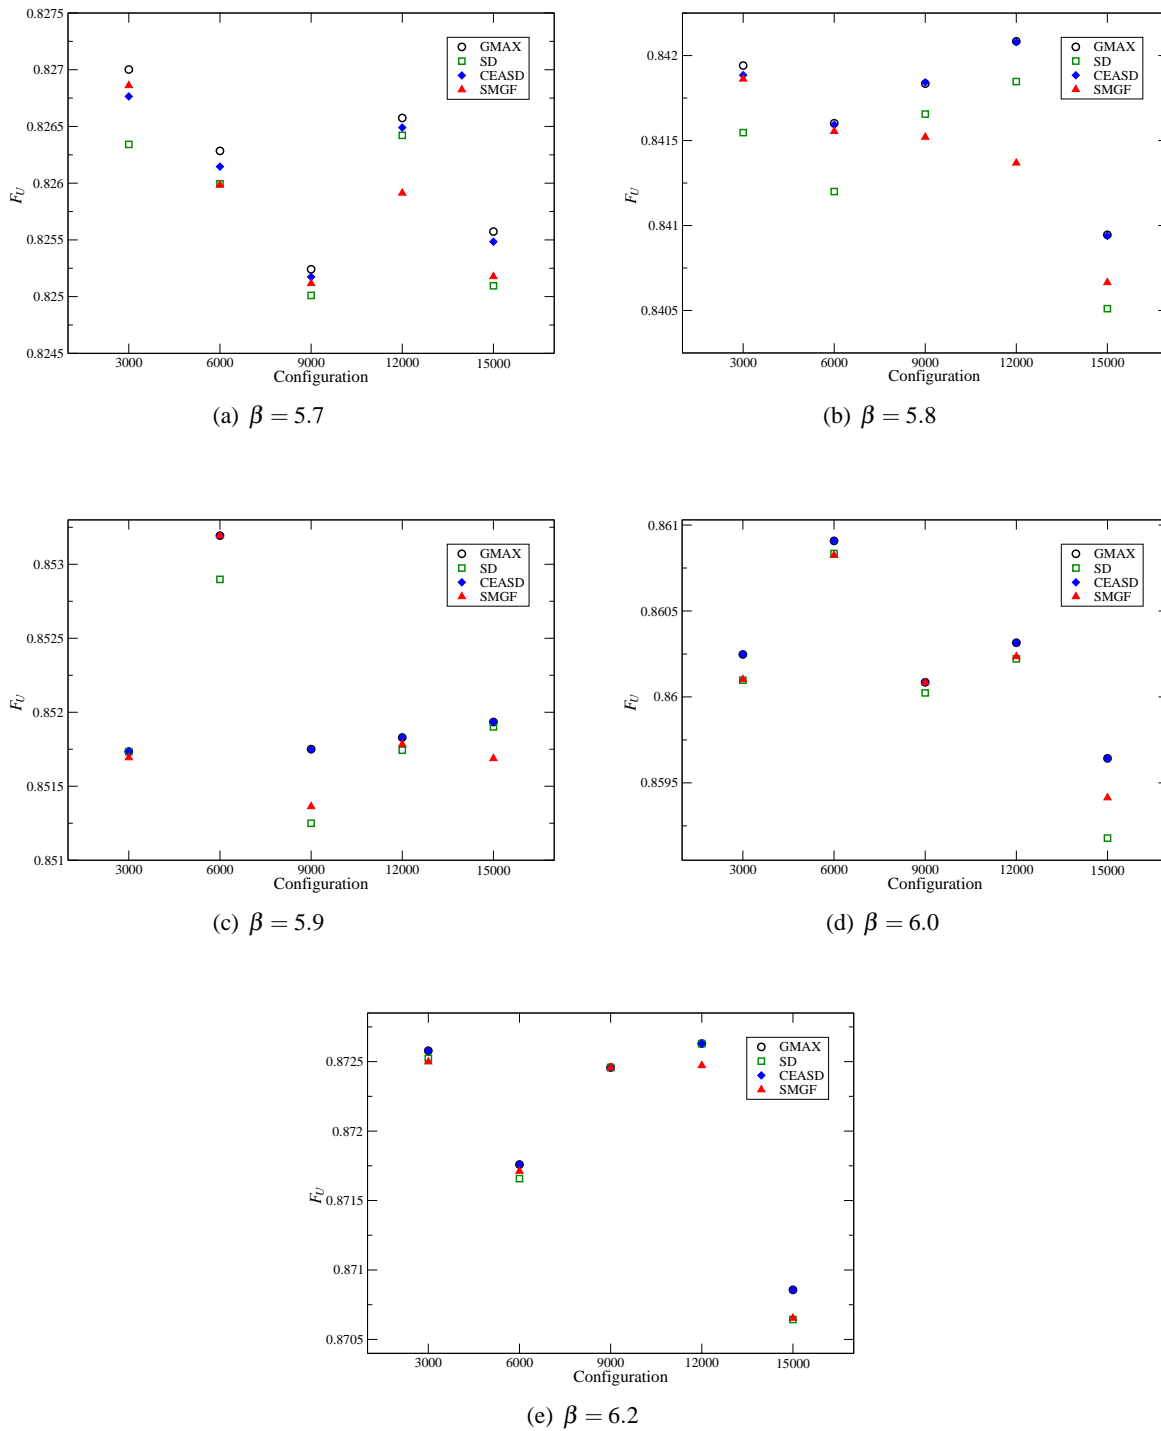 0.8275
0.827
0.8265
0.826
0.8255
0.825
0.8245
F_U
GMAX
SD
CEASD
SMGF
3000 6000 9000 12000 15000
Configuration
(a) β = 5.7
0.842
0.8415
0.841
0.8405
F_U
GMAX
SD
CEASD
SMGF
3000 6000 9000 12000 15000
Configuration
(b) β = 5.8
0.853
0.8525
0.852
0.8515
0.851
F_U
GMAX
SD
CEASD
SMGF
3000 6000 9000 12000 15000
Configuration
(c) β = 5.9
0.861
0.8605
0.86
0.8595
F_U
GMAX
SD
CEASD
SMGF
3000 6000 9000 12000 15000
Configuration
(d) β = 6.0
0.8725
0.872
0.8715
0.871
0.8705
F_U
GMAX
SD
CEASD
SMGF
3000 6000 9000 12000 15000
Configuration
(e) β = 6.2